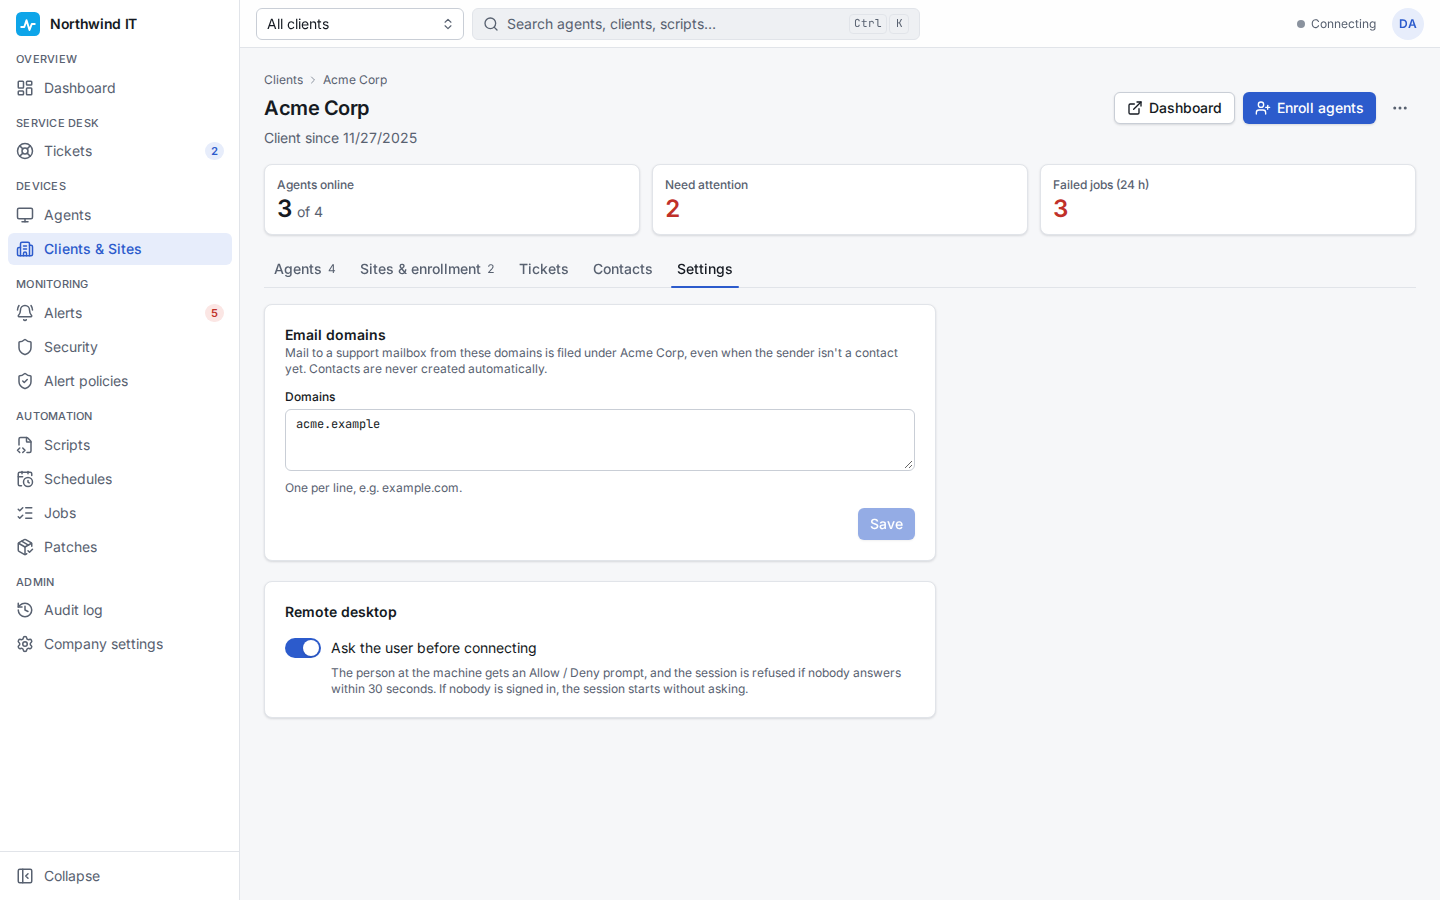 Northwind IT
All clients
Search agents, clients, scripts...
Ctrl K
Connecting
DA
OVERVIEW
Dashboard
SERVICE DESK
Tickets 2
DEVICES
Agents
Clients & Sites
MONITORING
Alerts 5
Security
Alert policies
AUTOMATION
Scripts
Schedules
Jobs
Patches
ADMIN
Audit log
Company settings
Collapse
Clients > Acme Corp
Acme Corp
Client since 11/27/2025
Dashboard
Enroll agents
Agents online
3 of 4
Need attention
2
Failed jobs (24 h)
3
Agents 4 Sites & enrollment 2 Tickets Contacts Settings
Email domains
Mail to a support mailbox from these domains is filed under Acme Corp, even when the sender isn't a contact
yet. Contacts are never created automatically.
Domains
acme.example
One per line, e.g. example.com.
Save
Remote desktop
Ask the user before connecting
The person at the machine gets an Allow / Deny prompt, and the session is refused if nobody answers
within 30 seconds. If nobody is signed in, the session starts without asking.